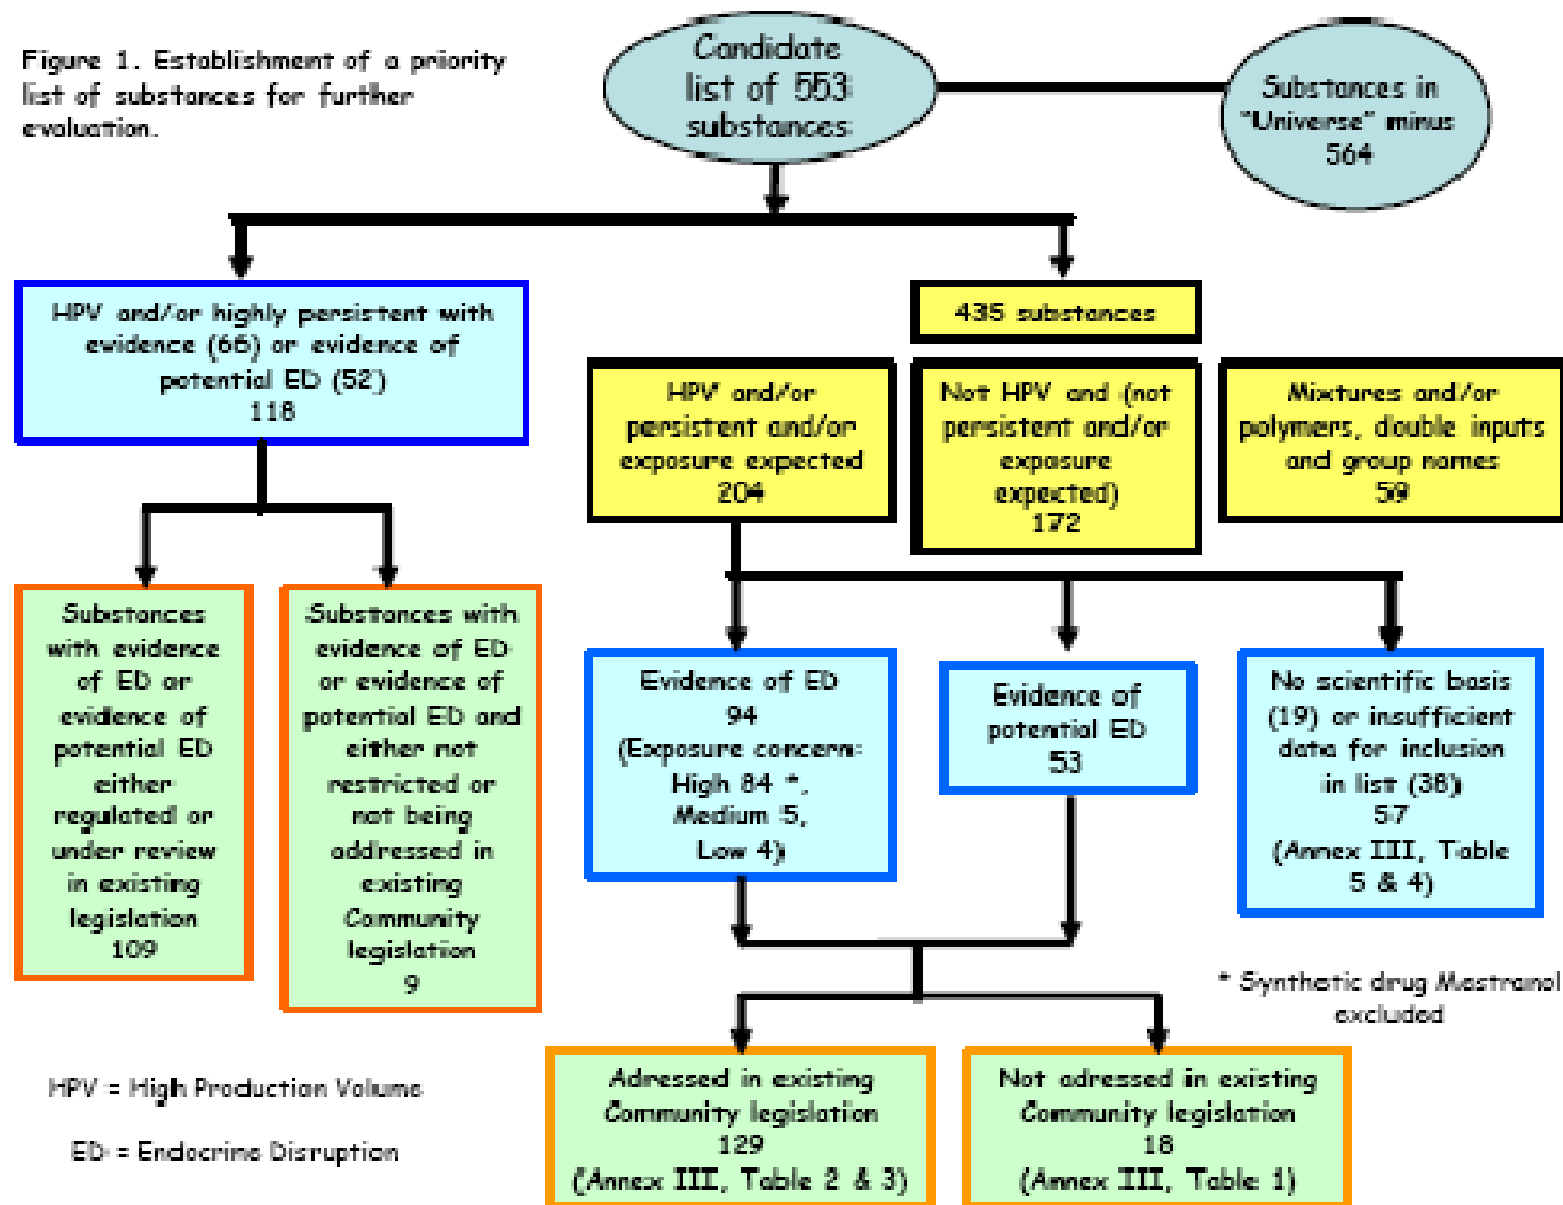 Figure 1. Establishment of a priority
list of substances for further
evaluation.
Candidate
list of 553
substances
Substances in
"Universe" minus
564
HPV and/or highly persistent with
evidence (66) or evidence of
potential ED (52)
118
435 substances
HPV and/or
persistent and/or
exposure expected
204
Not HPV and (not
persistent and/or
exposure
expected)
172
Mixtures and/or
polymers, double inputs
and group names
59
Substances
with evidence
of ED or
evidence of
potential ED
either
regulated or
under review
in existing
legislation
109
Substances with
evidence of ED
or evidence of
potential ED and
either not
restricted or
not being
addressed in
existing
Community
legislation
9
Evidence of ED
94
(Exposure concern:
High 84 *,
Medium 5,
Low 4)
Evidence of
potential ED
53
No scientific basis
(19) or insufficient
data for inclusion
in list (38)
57
(Annex III, Table
5 & 4)
* Synthetic drug Mestranol
excluded
Adressed in existing
Community legislation
129
(Annex III, Table 2 & 3)
Not adressed in existing
Community legislation
18
(Annex III, Table 1)
HPV = High Production Volume
ED = Endocrine Disruption